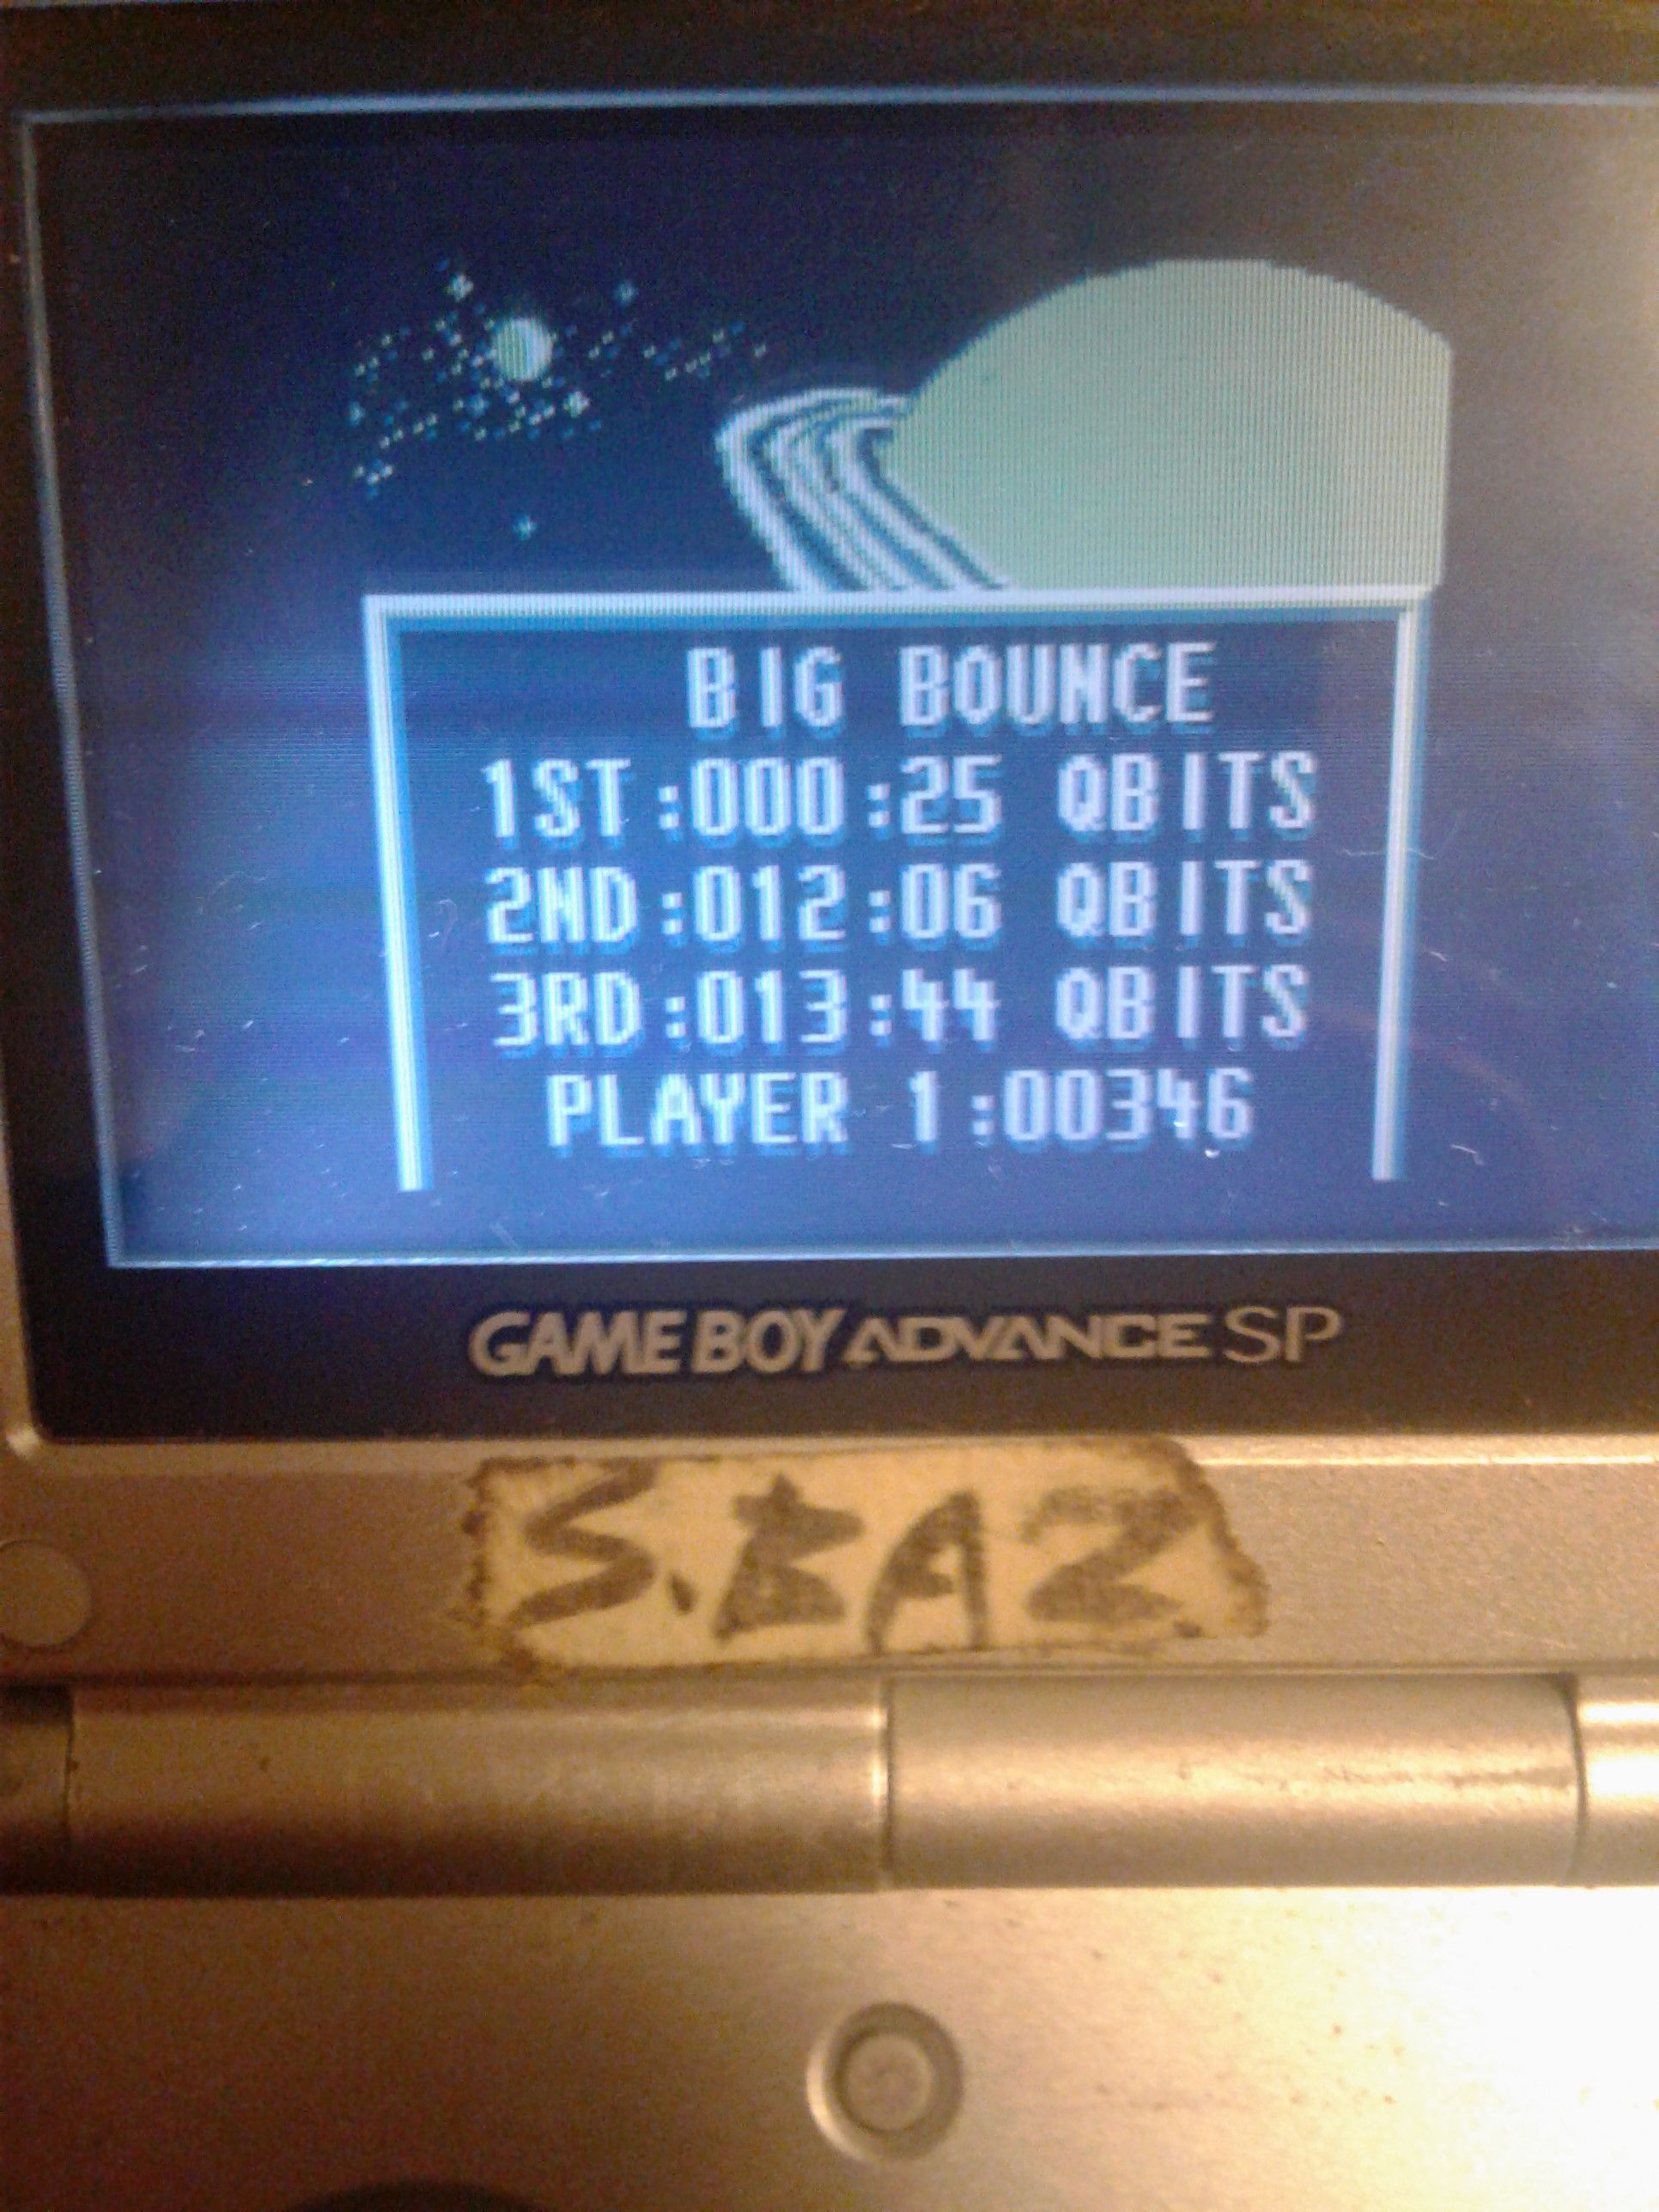 BIG BOUNCE
1ST:000:25 QBITS
2ND:012:06 QBITS
3RD:013:44 QBITS
PLAYER 1:00346
GAME BOY ADVANCE SP
S.BAZ